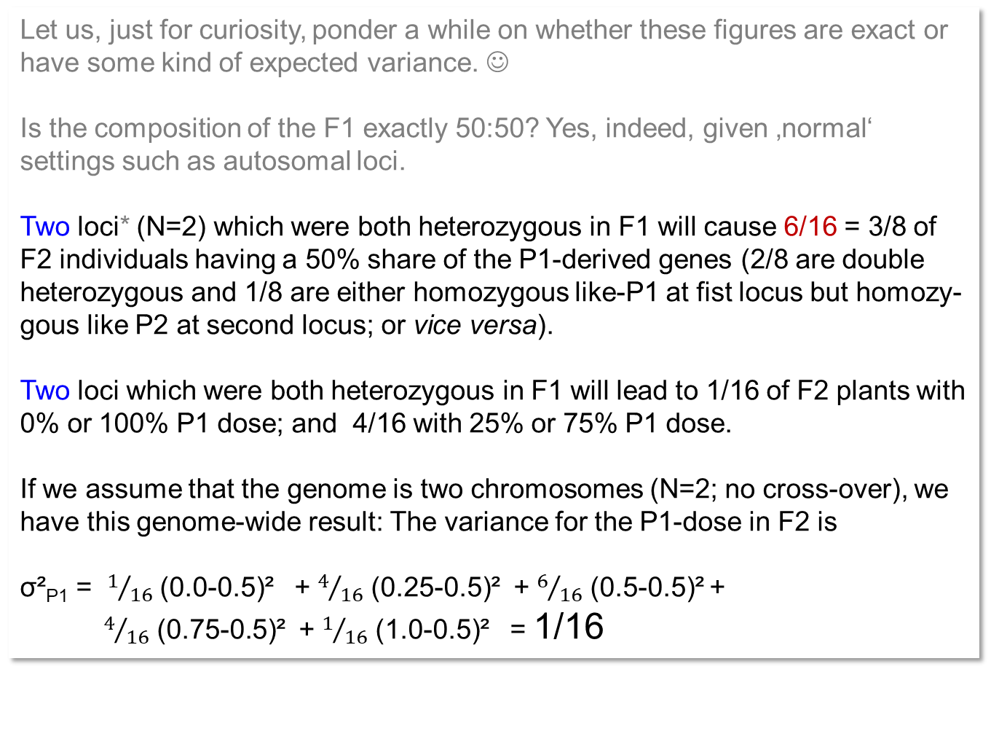 Let us, just for curiosity, ponder a while on whether these figures are exact or
have some kind of expected variance. ☺
Is the composition of the F1 exactly 50:50? Yes, indeed, given ‚normal‘
settings such as autosomal loci.
Two loci* (N=2) which were both heterozygous in F1 will cause 6/16 = 3/8 of
F2 individuals having a 50% share of the P1-derived genes (2/8 are double
heterozygous and 1/8 are either homozygous like-P1 at fist locus but homozy-
gous like P2 at second locus; or vice versa).
Two loci which were both heterozygous in F1 will lead to 1/16 of F2 plants with
0% or 100% P1 dose; and 4/16 with 25% or 75% P1 dose.
If we assume that the genome is two chromosomes (N=2; no cross-over), we
have this genome-wide result: The variance for the P1-dose in F2 is
σ²P1 = 1/16 (0.0-0.5)² + 4/16 (0.25-0.5)² + 6/16 (0.5-0.5)² +
4/16 (0.75-0.5)² + 1/16 (1.0-0.5)² = 1/16